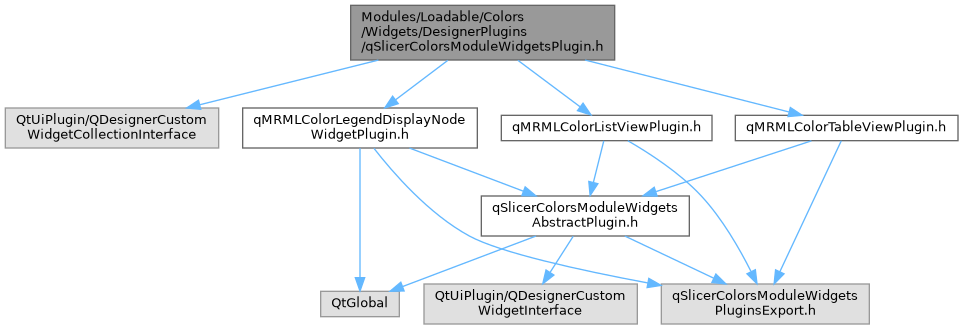 Modules/Loadable/Colors
/Widgets/DesignerPlugins
/qSlicerColorsModuleWidgetsPlugin.h
QtUiPlugin/QDesignerCustom
WidgetCollectionInterface
qMRMLColorLegendDisplayNode
WidgetPlugin.h
qMRMLColorListViewPlugin.h
qMRMLColorTableViewPlugin.h
qSlicerColorsModuleWidgets
AbstractPlugin.h
QtGlobal
QtUiPlugin/QDesignerCustom
WidgetInterface
qSlicerColorsModuleWidgets
PluginsExport.h